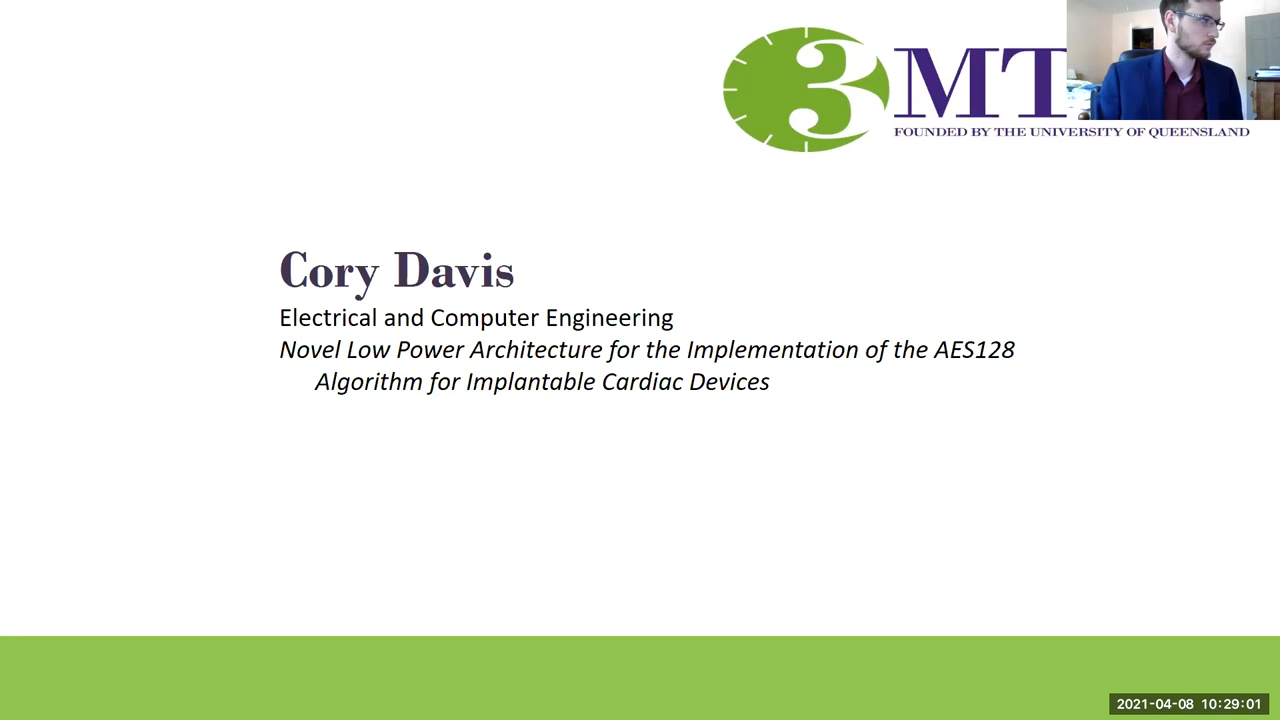 3MT
FOUNDED BY THE UNIVERSITY OF QUEENSLAND
Cory Davis
Electrical and Computer Engineering
Novel Low Power Architecture for the Implementation of the AES128
Algorithm for Implantable Cardiac Devices
2021-04-08 10:29:01